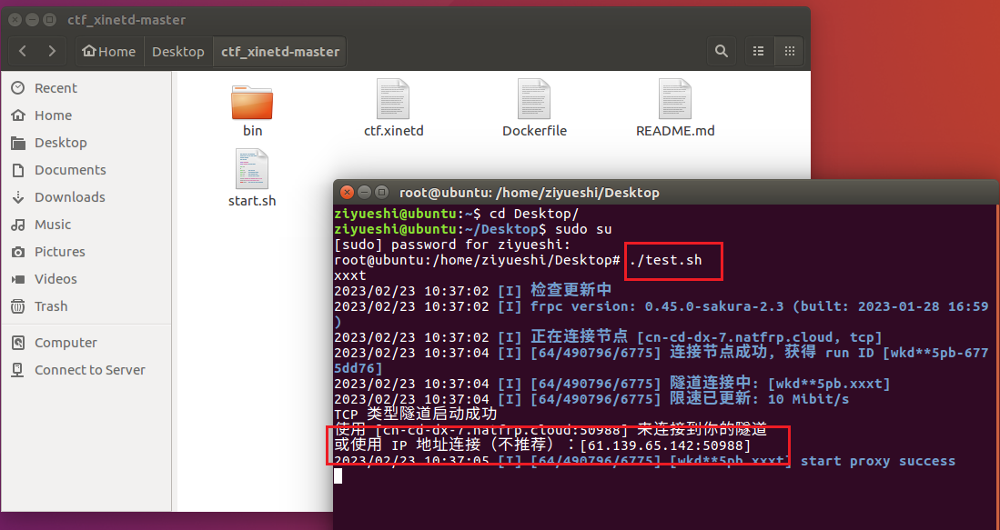 ctf_xinetd-master
Home
Desktop
ctf_xinetd-master
Recent
Home
Desktop
Documents
Downloads
Music
Pictures
Videos
Trash
Computer
Connect to Server
bin
ctf.xinetd
Dockerfile
README.md
start.sh
root@ubuntu: /home/ziyueshi/Desktop
ziyueshi@ubuntu:~$ cd Desktop/
ziyueshi@ubuntu:~/Desktop$ sudo su
[sudo] password for ziyueshi:
root@ubuntu:/home/ziyueshi/Desktop# ./test.sh
xxxt
2023/02/23 10:37:02 [I] 检查更新中
2023/02/23 10:37:02 [I] frpc version: 0.45.0-sakura-2.3 (built: 2023-01-28 16:59
)
2023/02/23 10:37:02 [I] 正在连接节点 [cn-cd-dx-7.natfrp.cloud, tcp]
2023/02/23 10:37:04 [I] [64/490796/6775] 连接节点成功, 获得 run ID [wkd**5pb-677
5dd76]
2023/02/23 10:37:04 [I] [64/490796/6775] 隧道连接中: [wkd**5pb.xxxt]
2023/02/23 10:37:04 [I] [64/490796/6775] 限速已更新: 10 Mibit/s
TCP 类型隧道启动成功
使用 [cn-cd-dx-7.natfrp.cloud:50988] 来连接到你的隧道
或使用 IP 地址连接（不推荐）：[61.139.65.142:50988]
2023/02/23 10:37:05 [I] [64/490796/6775] [wkd**5pb.xxxt] start proxy success